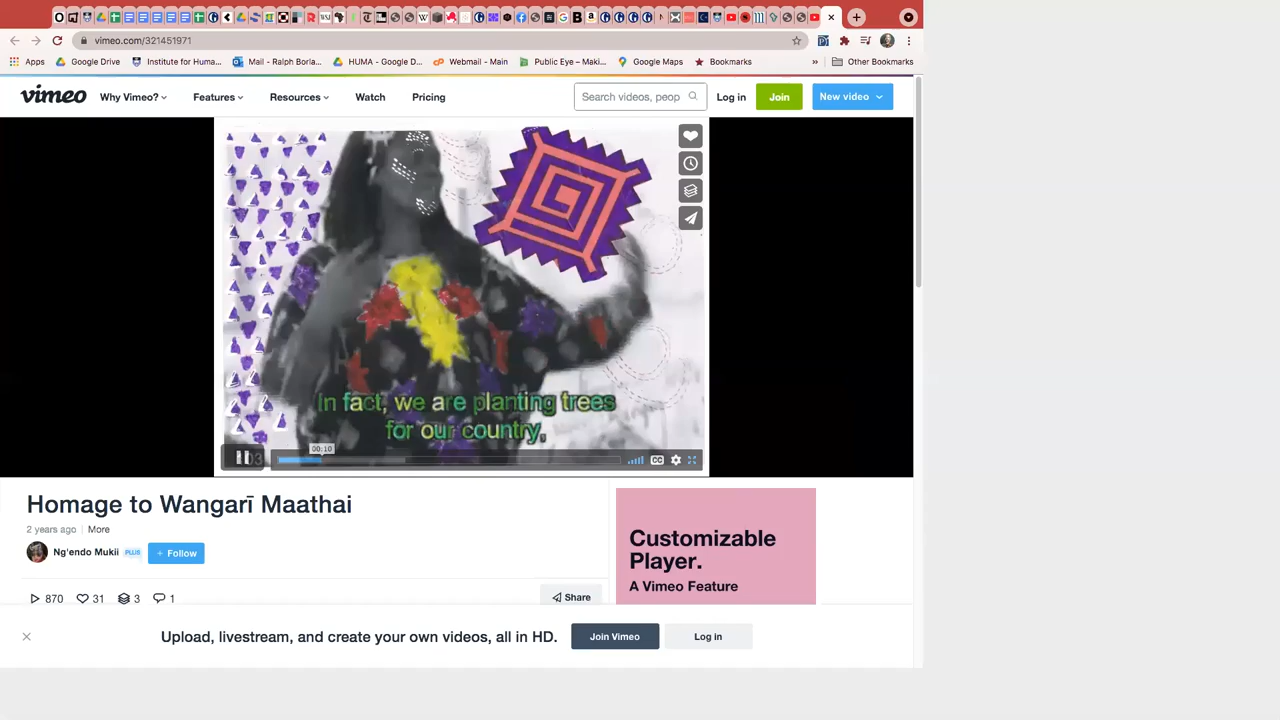 vimeo.com/321451971
Apps Google Drive Institute for Huma... Mail - Ralph Borla... HUMA - Google D... Webmail - Main Public Eye – Maki... Google Maps Bookmarks » Other Bookmarks
vimeo Why Vimeo? Features Resources Watch Pricing Search videos, peop Log in Join New video
In fact, we are planting trees
for our country,
00:10
CC
Homage to Wangarī Maathai
2 years ago More
Ng'endo Mukii PLUS + Follow
870 31 3 1 Share
Customizable
Player.
A Vimeo Feature
Upload, livestream, and create your own videos, all in HD. Join Vimeo Log in